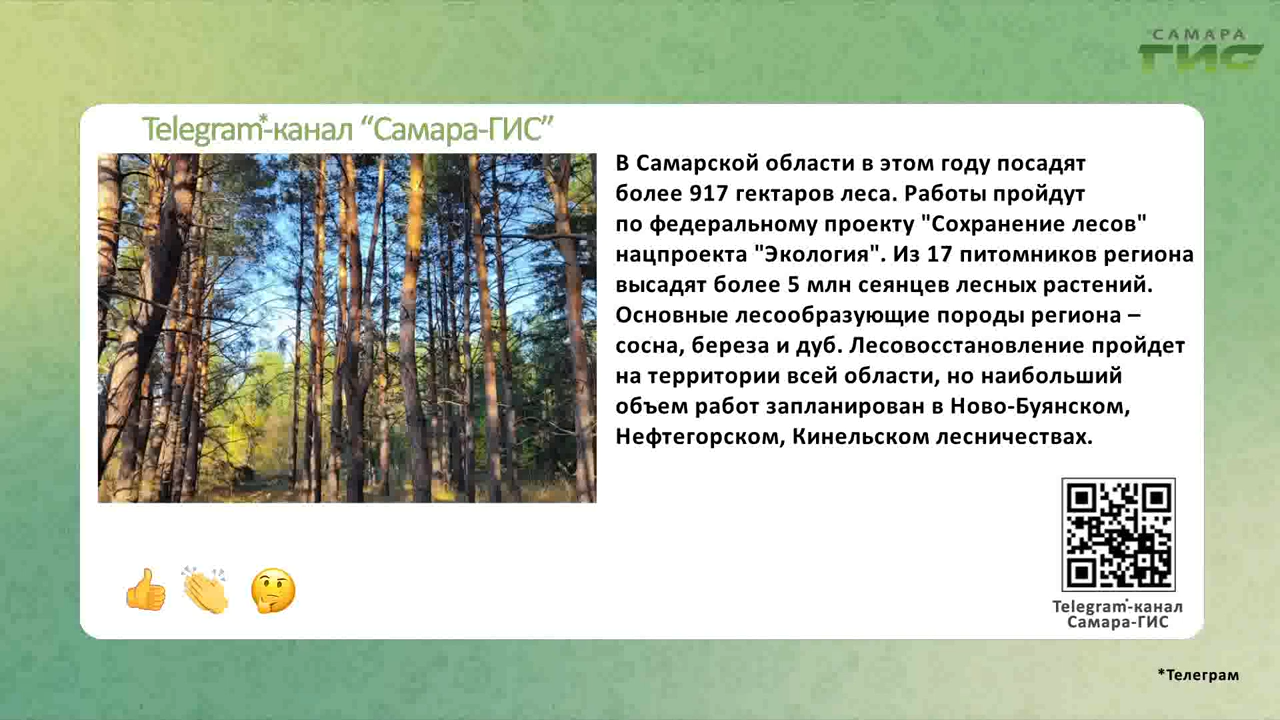 САМАРА
ГИС
Telegram*-канал “Самара-ГИС”
В Самарской области в этом году посадят
более 917 гектаров леса. Работы пройдут
по федеральному проекту "Сохранение лесов"
нацпроекта "Экология". Из 17 питомников региона
высадят более 5 млн сеянцев лесных растений.
Основные лесообразующие породы региона –
сосна, береза и дуб. Лесовосстановление пройдет
на территории всей области, но наибольший
объем работ запланирован в Ново-Буянском,
Нефтегорском, Кинельском лесничествах.
Telegram*-канал
Самара-ГИС
*Телеграм